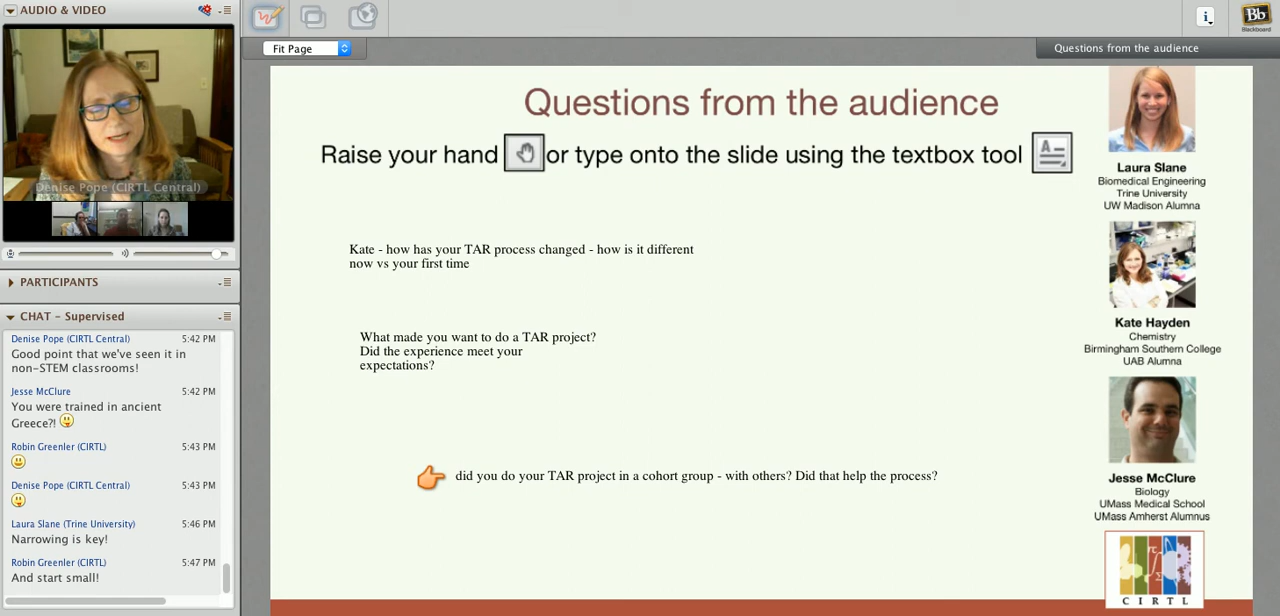 AUDIO & VIDEO
Denise Pope (CIRTL Central)
PARTICIPANTS
CHAT - Supervised
Denise Pope (CIRTL Central) 5:42 PM
Good point that we've seen it in
non-STEM classrooms!
Jesse McClure 5:42 PM
You were trained in ancient
Greece?!
Robin Greenler (CIRTL) 5:43 PM
Denise Pope (CIRTL Central) 5:43 PM
Laura Slane (Trine University) 5:46 PM
Narrowing is key!
Robin Greenler (CIRTL) 5:47 PM
And start small!
Fit Page
Questions from the audience
Bb
Blackboard
Questions from the audience
Raise your hand or type onto the slide using the textbox tool
Kate - how has your TAR process changed - how is it different
now vs your first time
What made you want to do a TAR project?
Did the experience meet your
expectations?
did you do your TAR project in a cohort group - with others? Did that help the process?
Laura Slane
Biomedical Engineering
Trine University
UW Madison Alumna
Kate Hayden
Chemistry
Birmingham Southern College
UAB Alumna
Jesse McClure
Biology
UMass Medical School
UMass Amherst Alumnus
CIRTL